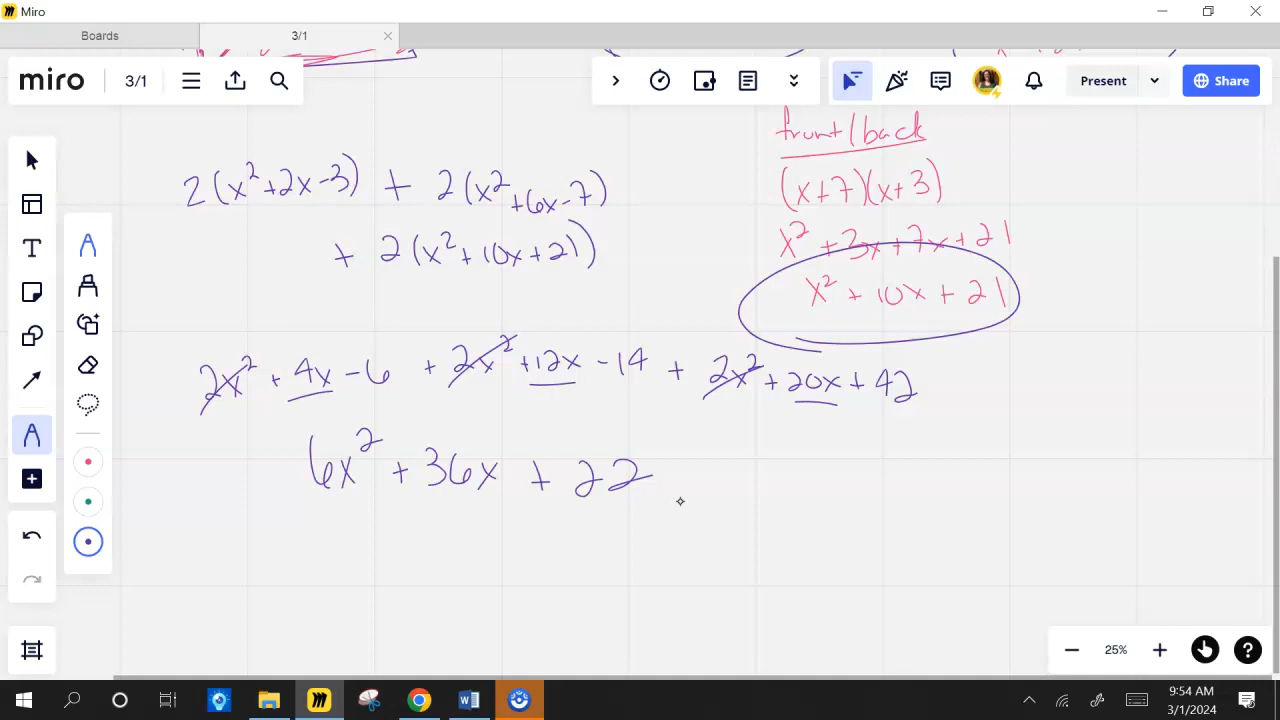 Miro
Boards
3/1
miro
3/1
Present
Share
front/back
(x+7)(x+3)
x² + 3x + 7x + 21
x² + 10x + 21
2(x²+2x-3) + 2(x²+6x-7)
+ 2(x²+10x+21)
2x² + 4x - 6 + 2x² + 12x - 14 + 2x² + 20x + 42
6x² + 36x + 22
25%
9:54 AM
3/1/2024